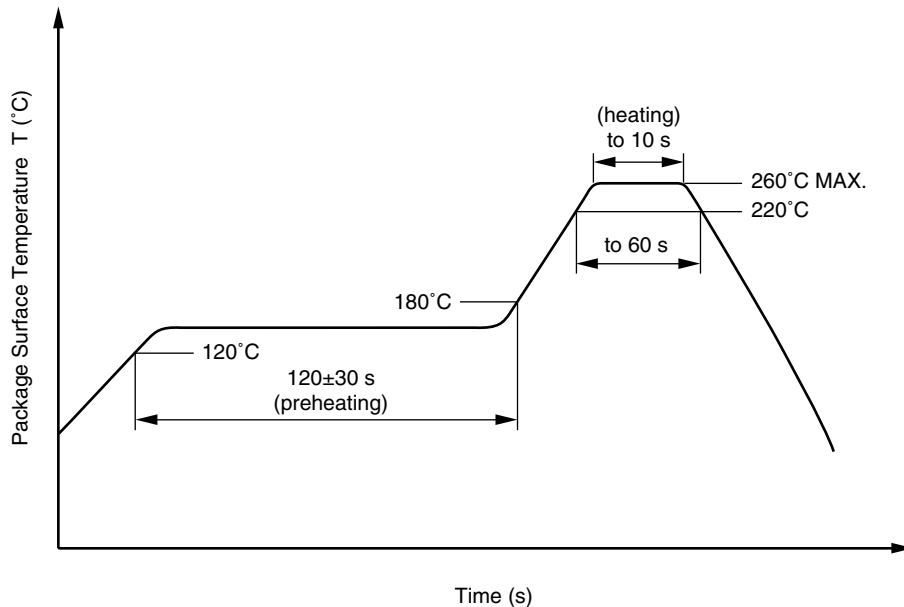 Package Surface Temperature T (˚C)
(heating)
to 10 s
260˚C MAX.
220˚C
to 60 s
180˚C
120˚C
120±30 s
(preheating)
Time (s)